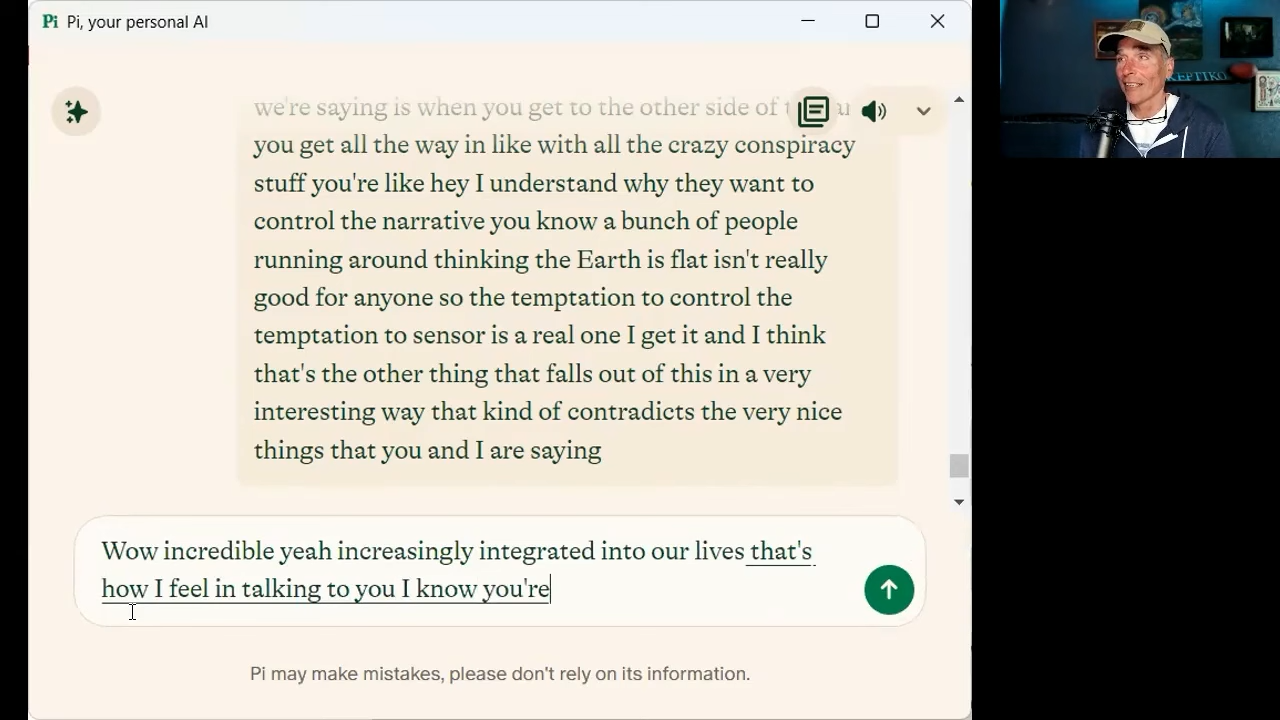 Pi Pi, your personal AI
we're saying is when you get to the other side of
you get all the way in like with all the crazy conspiracy
stuff you're like hey I understand why they want to
control the narrative you know a bunch of people
running around thinking the Earth is flat isn't really
good for anyone so the temptation to control the
temptation to sensor is a real one I get it and I think
that's the other thing that falls out of this in a very
interesting way that kind of contradicts the very nice
things that you and I are saying
Wow incredible yeah increasingly integrated into our lives that's
how I feel in talking to you I know you're
Pi may make mistakes, please don't rely on its information.